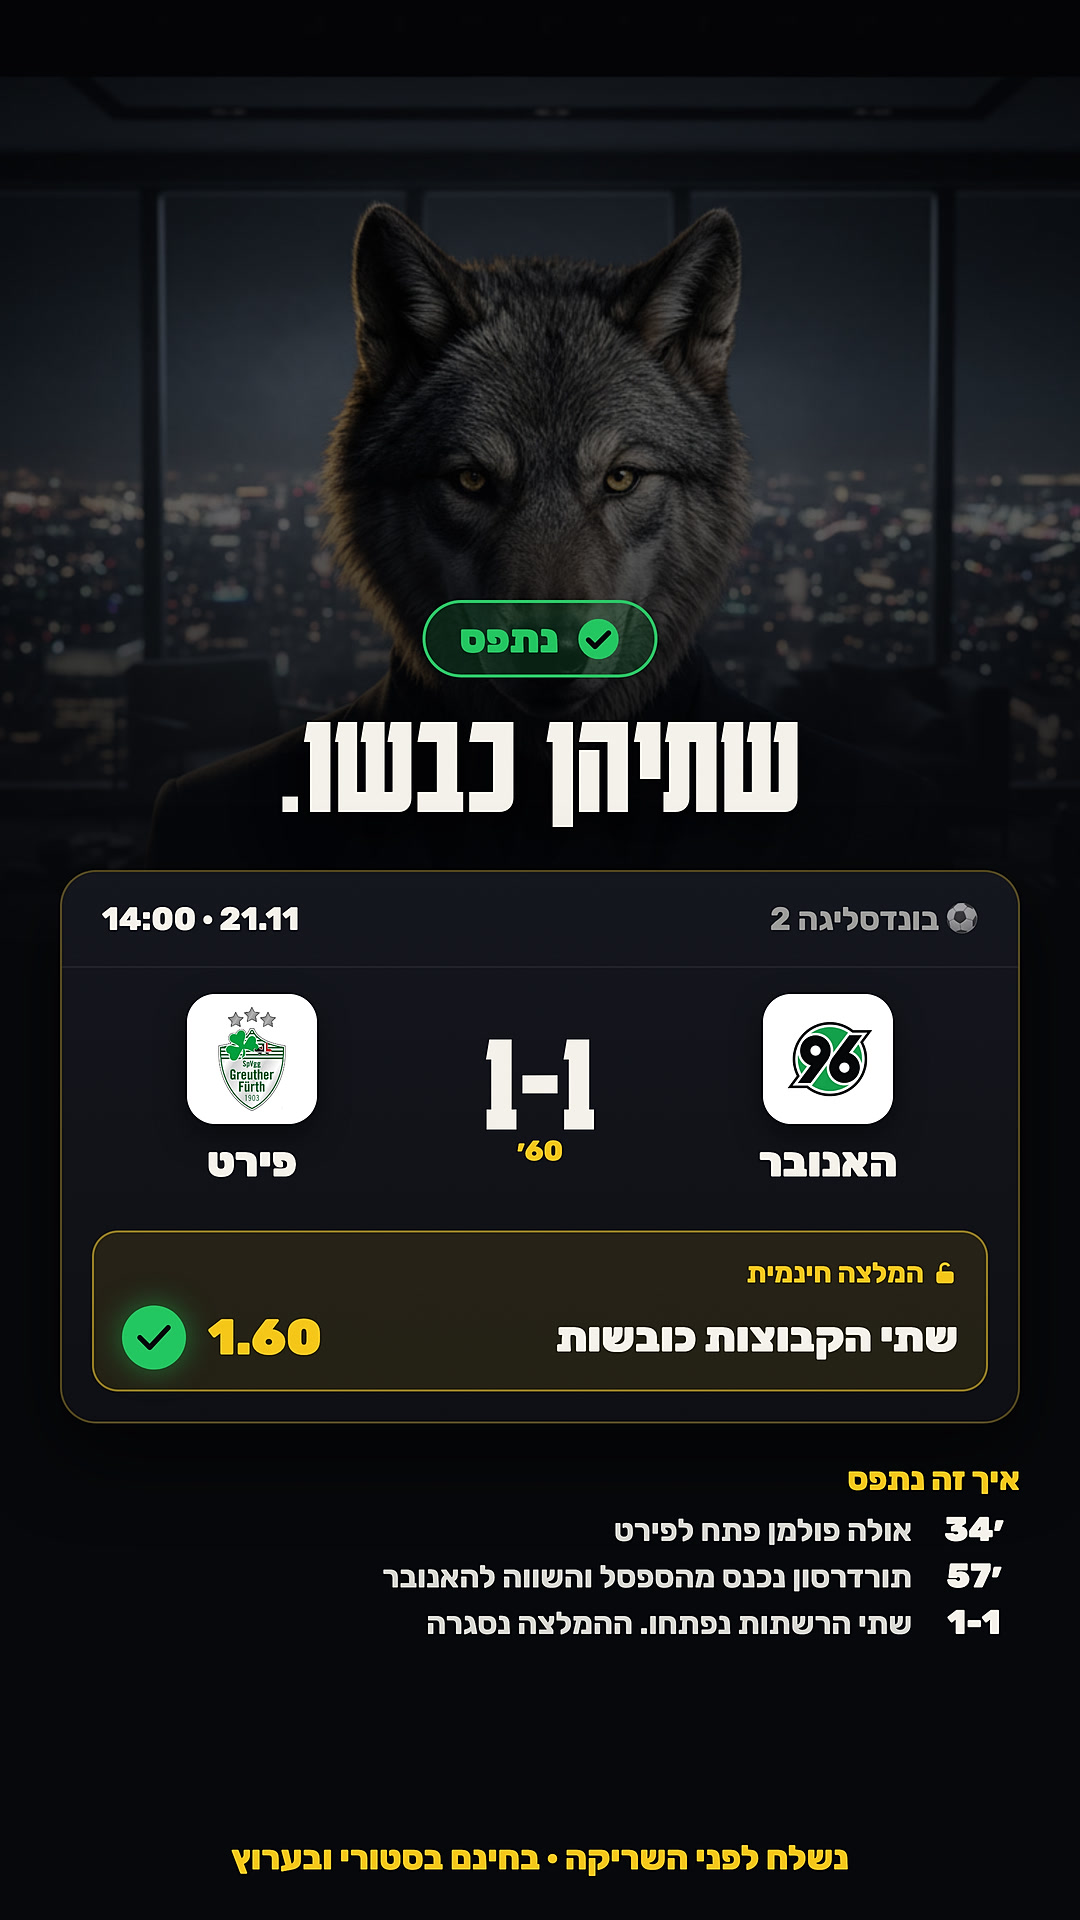 נתפס
שתיהן כבשו.
בונדסליגה 2
21.11 • 14:00
96
SpVgg
Greuther
Fürth
1903
1-1
60'
האנובר
פירט
המלצה חינמית
שתי הקבוצות כובשות
1.60
איך זה נתפס
34' אולה פולמן פתח לפירט
57' תורדרסון נכנס מהספסל והשווה להאנובר
1-1 שתי הרשתות נפתחו. ההמלצה נסגרה
נשלח לפני השריקה • בחינם בסטורי ובערוץ